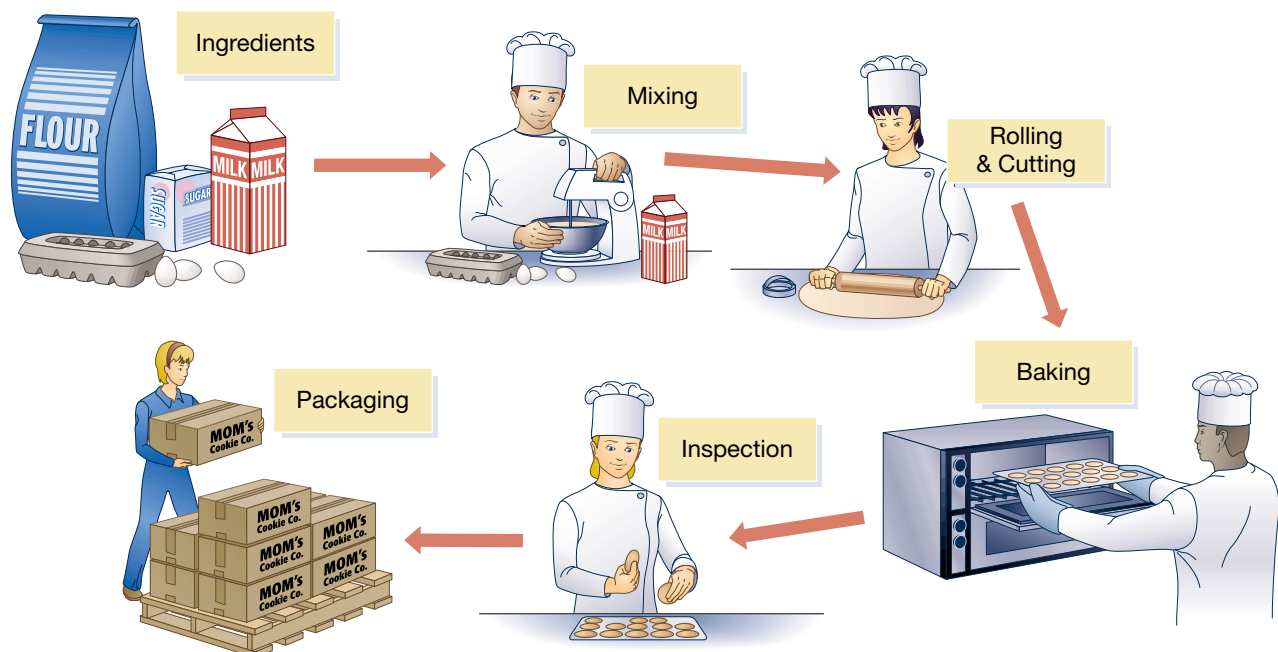 Ingredients
FLOUR
SUGAR
SUGAR
MILK MILK
Mixing
MILK MILK
Rolling
& Cutting
Baking
Inspection
Packaging
MOM's
Cookie Co.
MOM's
Cookie Co.
MOM's
Cookie Co.
MOM's
Cookie Co.
MOM's
Cookie Co.
MOM's
Cookie Co.